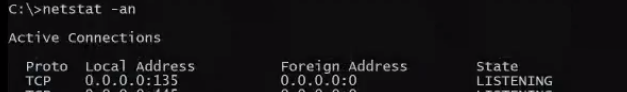 C:\>netstat -an
Active Connections
Proto  Local Address          Foreign Address        State
TCP    0.0.0.0:135            0.0.0.0:0              LISTENING